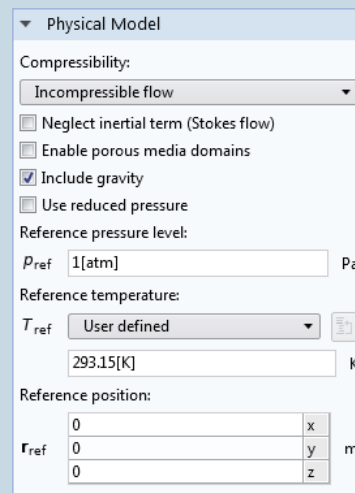 Physical Model
Compressibility:
Incompressible flow
Neglect inertial term (Stokes flow)
Enable porous media domains
Include gravity
Use reduced pressure
Reference pressure level:
pref 1[atm] Pa
Reference temperature:
Tref User defined
293.15[K] K
Reference position:
0 x
rref 0 y m
0 z